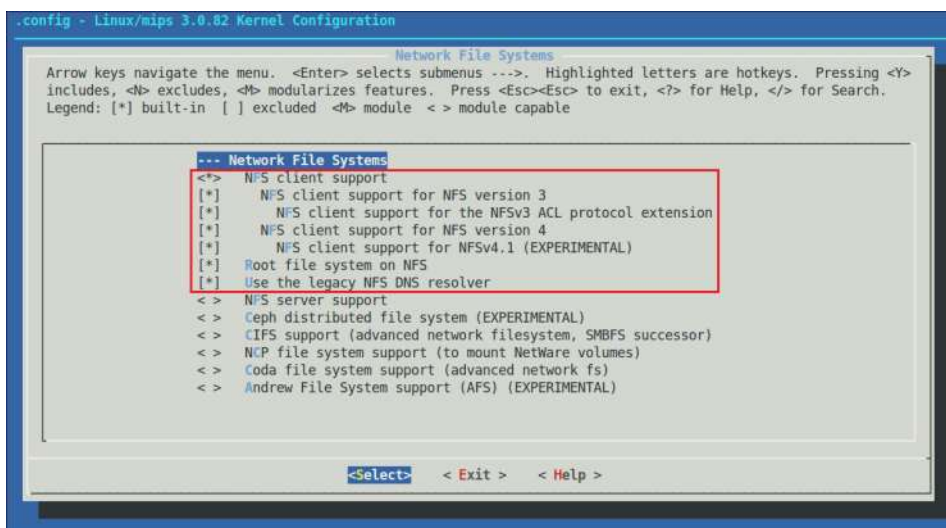 .config - Linux/mips 3.0.82 Kernel Configuration
Network File Systems
Arrow keys navigate the menu. <Enter> selects submenus --->. Highlighted letters are hotkeys. Pressing <Y>
includes, <N> excludes, <M> modularizes features. Press <Esc><Esc> to exit, <?> for Help, </> for Search.
Legend: [*] built-in [ ] excluded <M> module < > module capable
--- Network File Systems
<*> NFS client support
[*] NFS client support for NFS version 3
[*] NFS client support for the NFSv3 ACL protocol extension
[*] NFS client support for NFS version 4
[*] NFS client support for NFSv4.1 (EXPERIMENTAL)
[*] Root file system on NFS
[*] Use the legacy NFS DNS resolver
< > NFS server support
< > Ceph distributed file system (EXPERIMENTAL)
< > CIFS support (advanced network filesystem, SMBFS successor)
< > NCP file system support (to mount NetWare volumes)
< > Coda file system support (advanced network fs)
< > Andrew File System support (AFS) (EXPERIMENTAL)
<Select> < Exit > < Help >